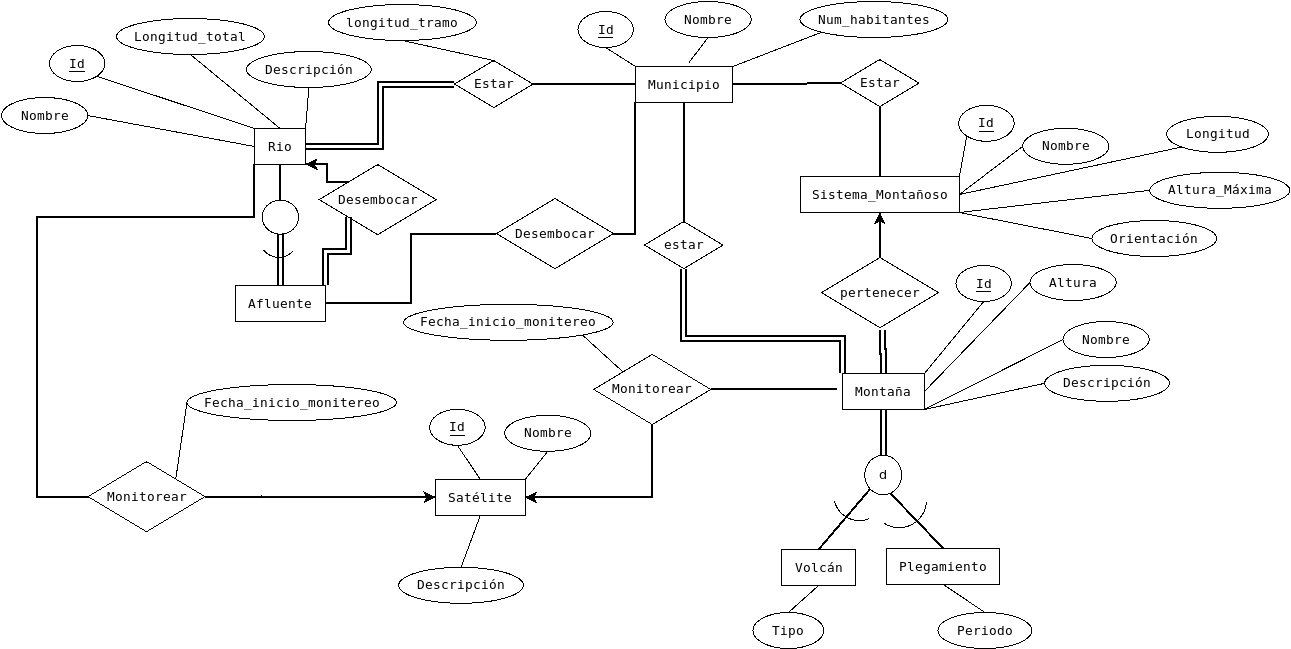 longitud_tramo
Id
Nombre
Num_habitantes
Longitud_total
Id
Descripción
Nombre
Estar
Municipio
Estar
Rio
Id
Nombre
Longitud
Altura_Máxima
Orientación
Sistema_Montañoso
Desembocar
Desembocar
estar
Afluente
pertenecer
Id
Altura
Nombre
Descripción
Fecha_inicio_monitereo
Monitorear
Montaña
Fecha_inicio_monitereo
Id
Nombre
Monitorear
Satélite
d
Descripción
Volcán
Plegamiento
Tipo
Periodo